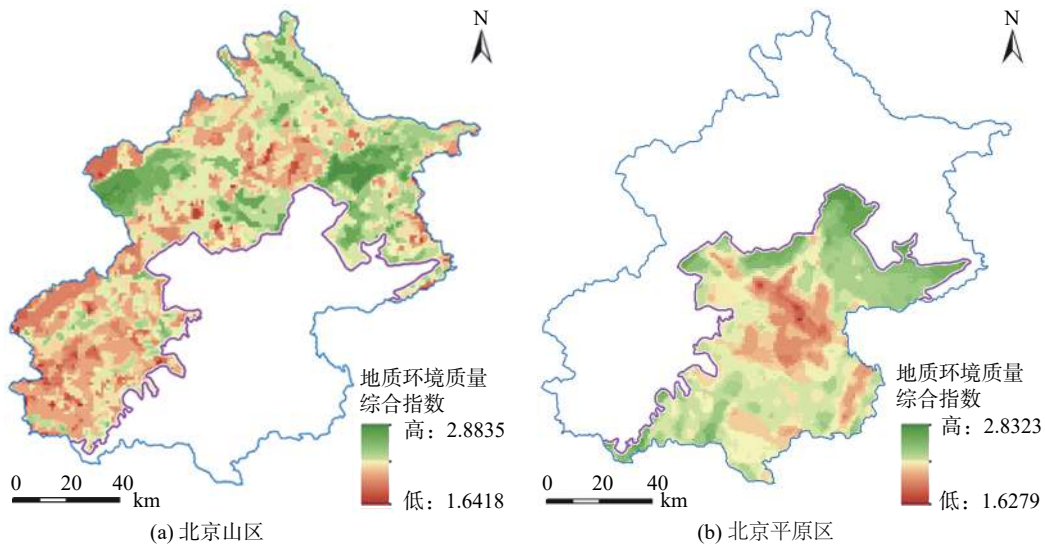 N
地质环境质量
综合指数
高：2.8835
低：1.6418
0 20 40
km
(a) 北京山区
N
地质环境质量
综合指数
高：2.8323
低：1.6279
0 20 40
km
(b) 北京平原区